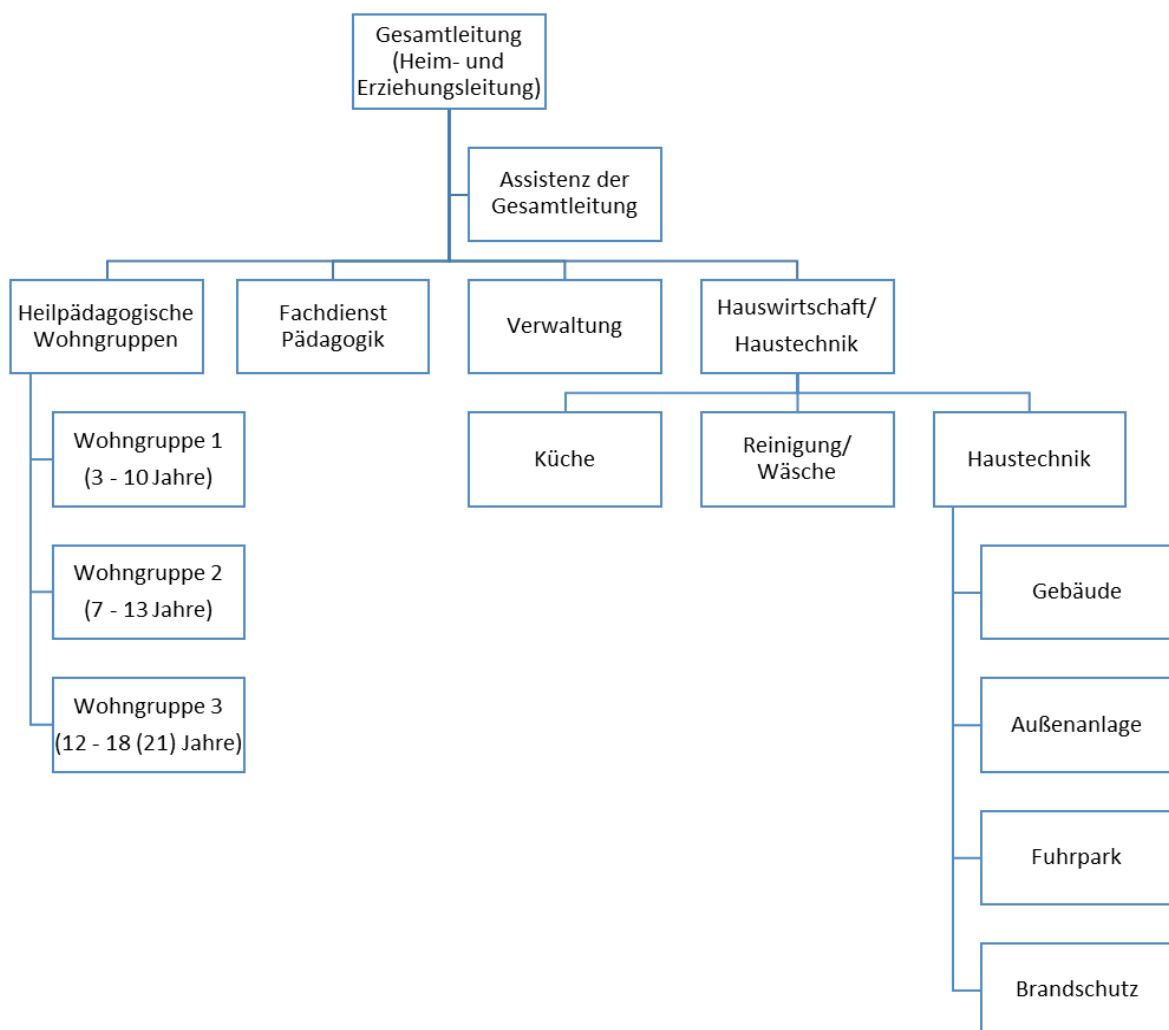 Gesamtleitung
(Heim- und
Erziehungsleitung)
Assistenz der
Gesamtleitung
Heilpädagogische
Wohngruppen
Fachdienst
Pädagogik
Verwaltung
Hauswirtschaft/
Haustechnik
Wohngruppe 1
(3 - 10 Jahre)
Wohngruppe 2
(7 - 13 Jahre)
Wohngruppe 3
(12 - 18 (21) Jahre)
Küche
Reinigung/
Wäsche
Haustechnik
Gebäude
Außenanlage
Fuhrpark
Brandschutz